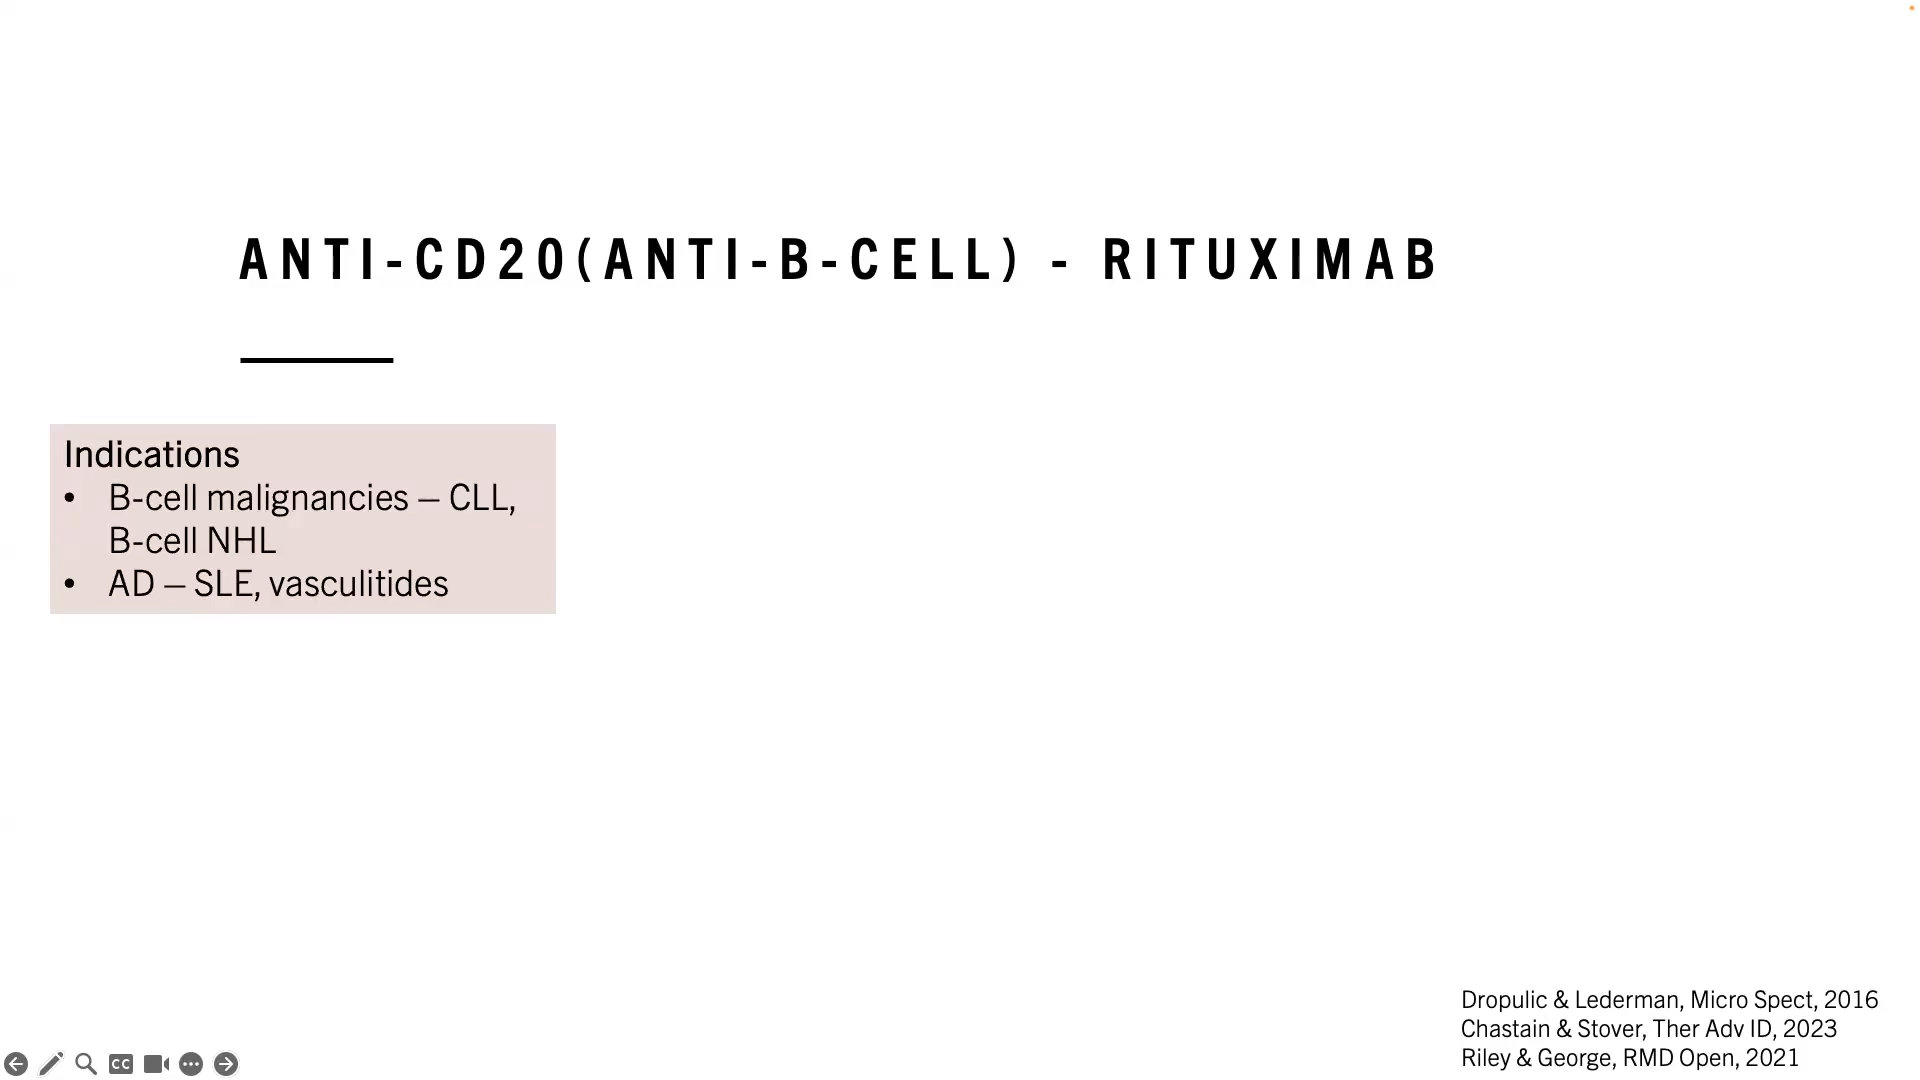 ANTI-CD20(ANTI-B-CELL) - RITUXIMAB
Indications
• B-cell malignancies – CLL,
B-cell NHL
• AD – SLE, vasculitides
Dropulic & Lederman, Micro Spect, 2016
Chastain & Stover, Ther Adv ID, 2023
Riley & George, RMD Open, 2021
CC